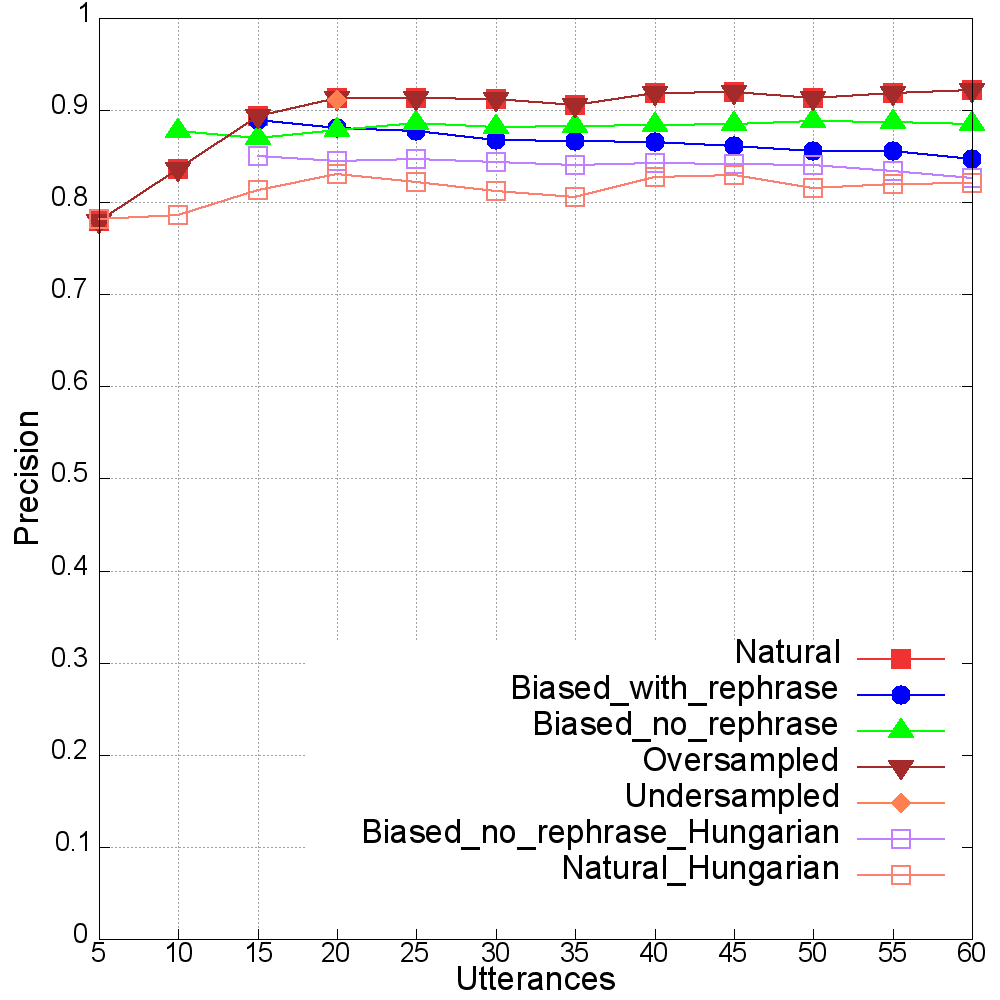 1
0.9
0.8
0.7
0.6
0.5
0.4
0.3
0.2
0.1
0
Precision
Natural
Biased_with_rephrase
Biased_no_rephrase
Oversampled
Undersampled
Biased_no_rephrase_Hungarian
Natural_Hungarian
5 10 15 20 25 30 35 40 45 50 55 60
Utterances